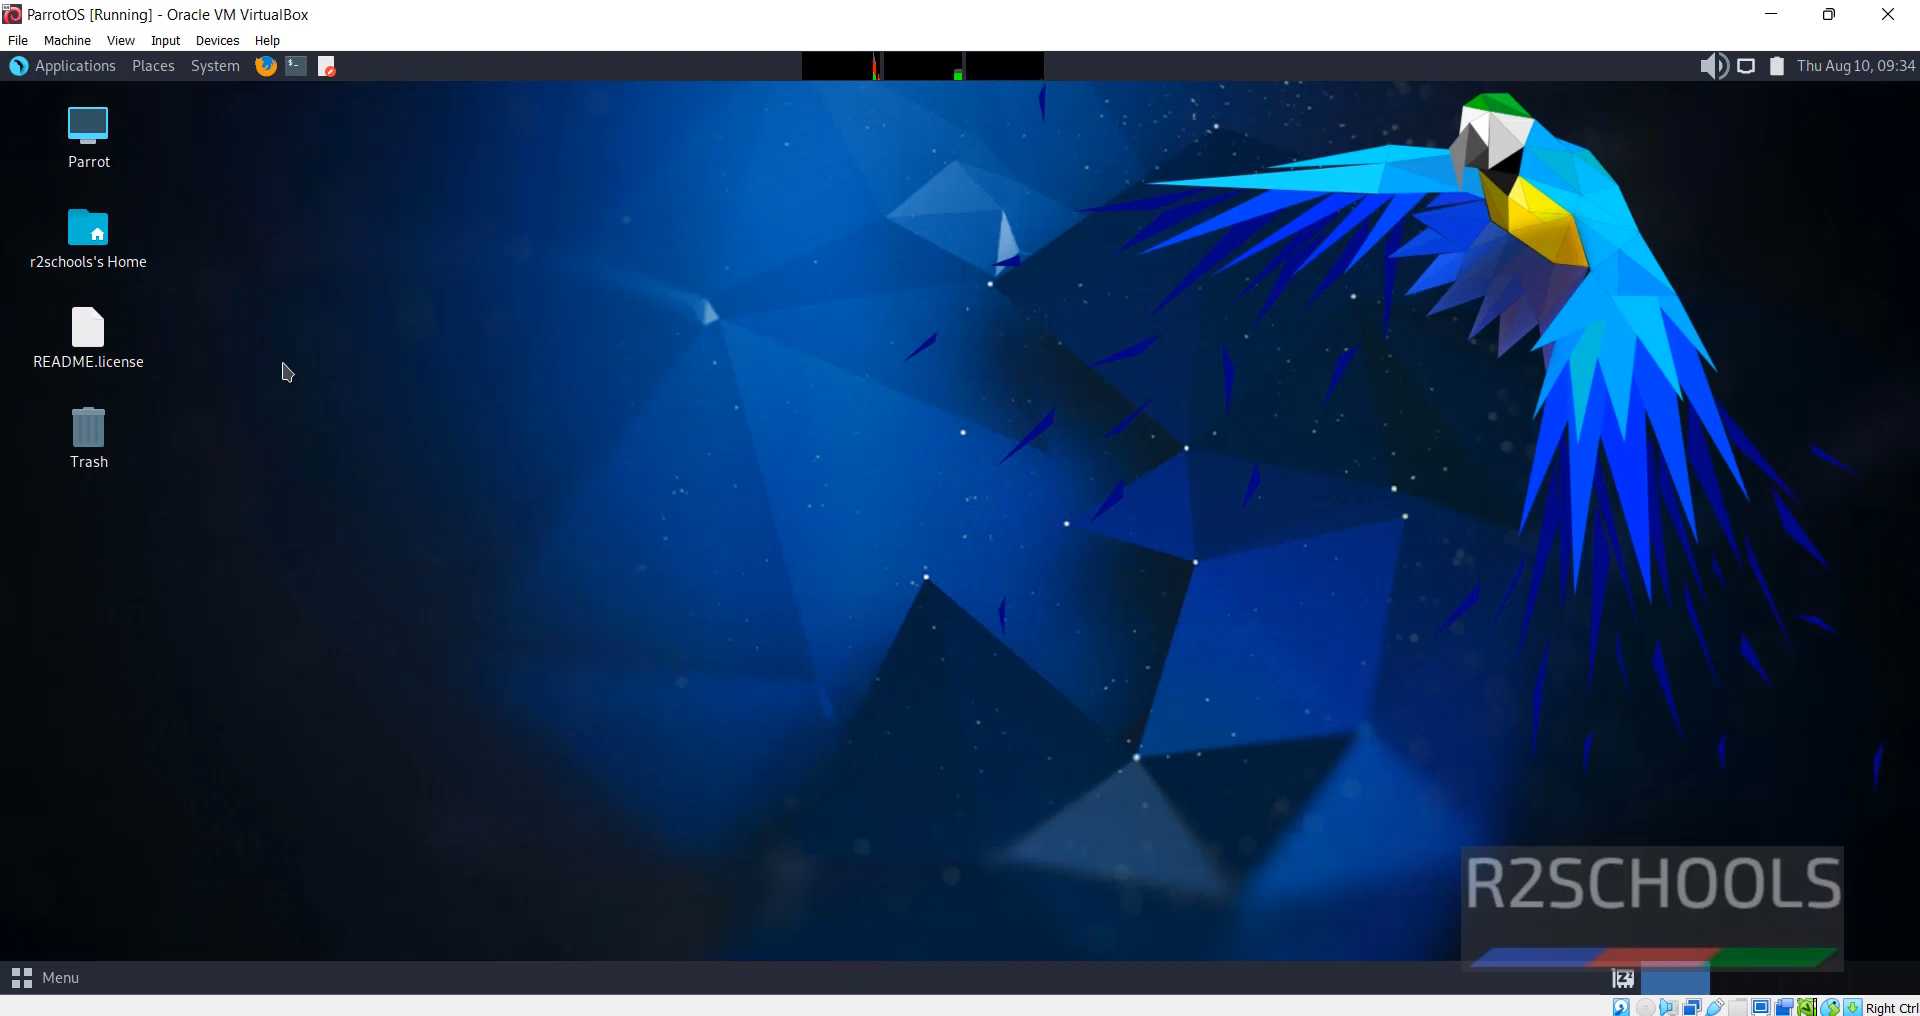 ParrotOS [Running] - Oracle VM VirtualBox
File Machine View Input Devices Help
Applications Places System Thu Aug 10, 09:34
Parrot
r2schools's Home
README.license
Trash
R2SCHOOLS
Menu
Right Ctrl